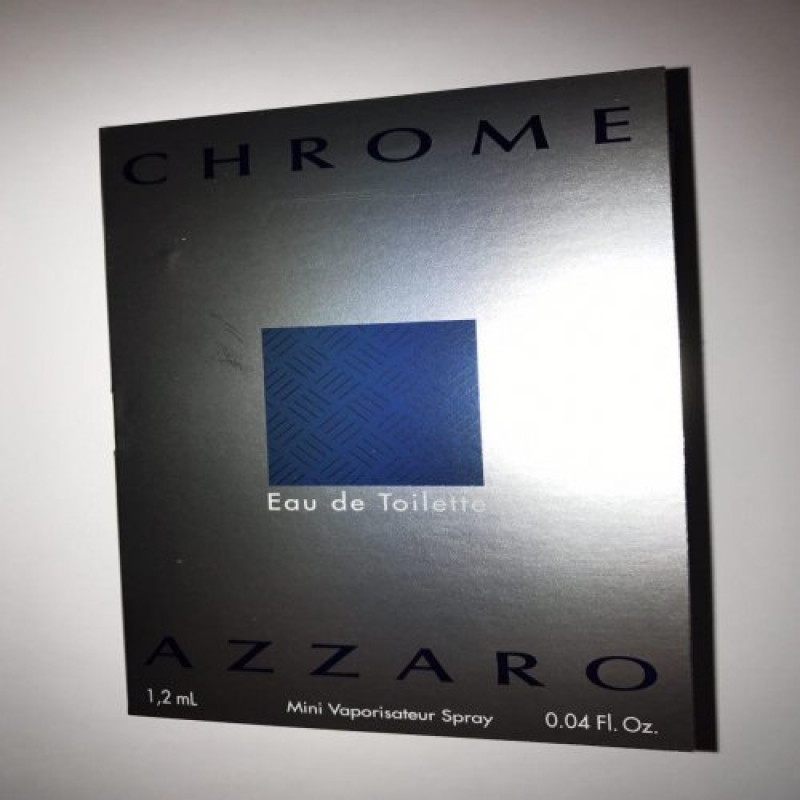 CHROME
Eau de Toilette
AZZARO
1,2 mL Mini Vaporisateur Spray 0.04 Fl. Oz.